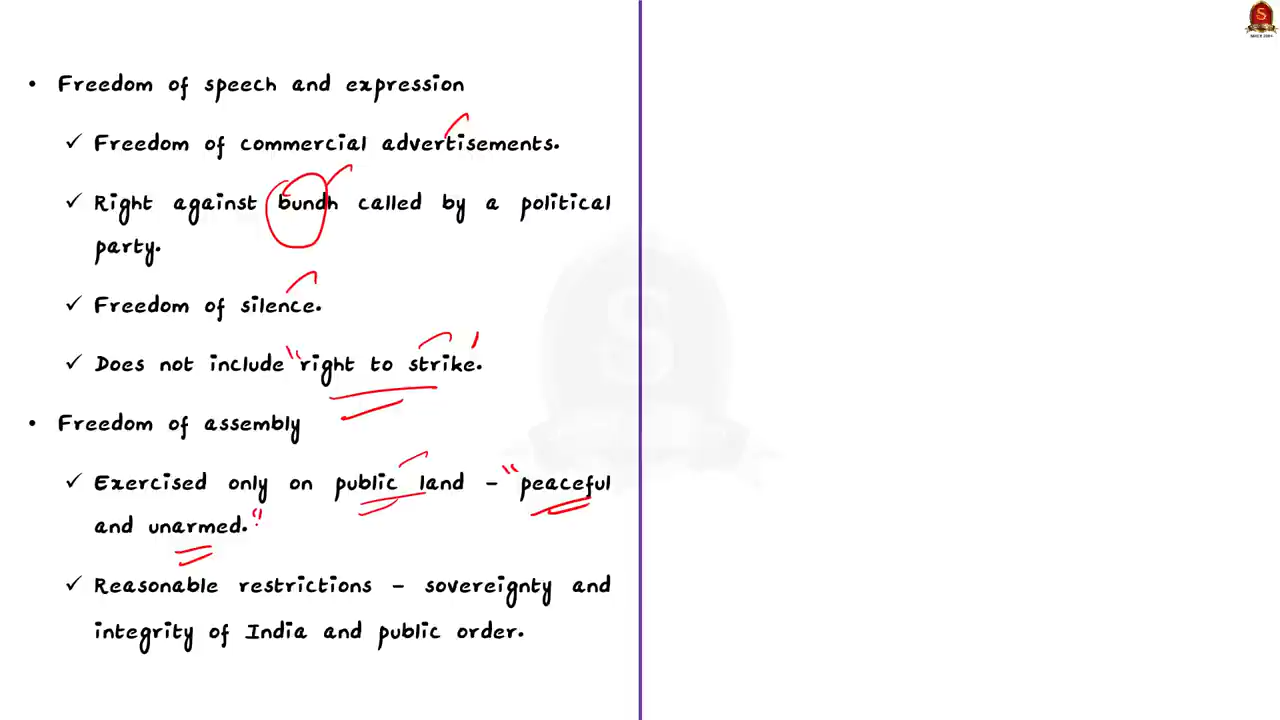 • Freedom of speech and expression
✓ Freedom of commercial advertisements.
✓ Right against bundh called by a political
party.
✓ Freedom of silence.
✓ Does not include "right to strike".
• Freedom of assembly
✓ Exercised only on public land – "peaceful
and unarmed."
✓ Reasonable restrictions – sovereignty and
integrity of India and public order.